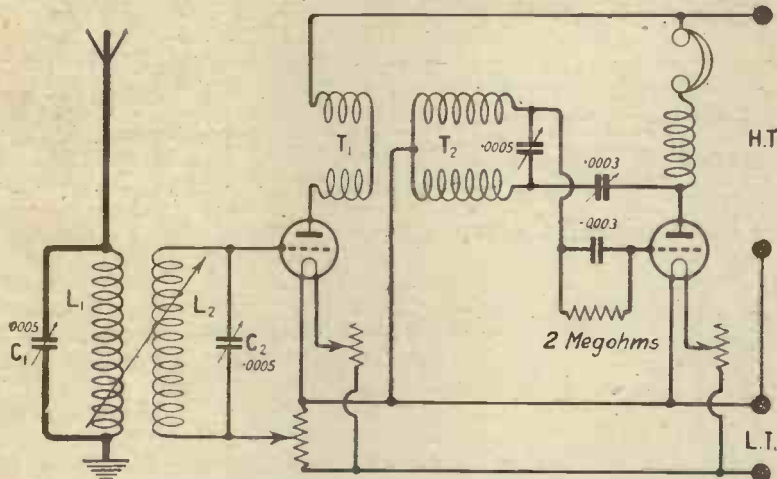 T₁
T₂
·0005
·0003
H.T.
·0003
L₁
L₂
·0005
C₁
C₂
·0005
2 Megohms
L.T.